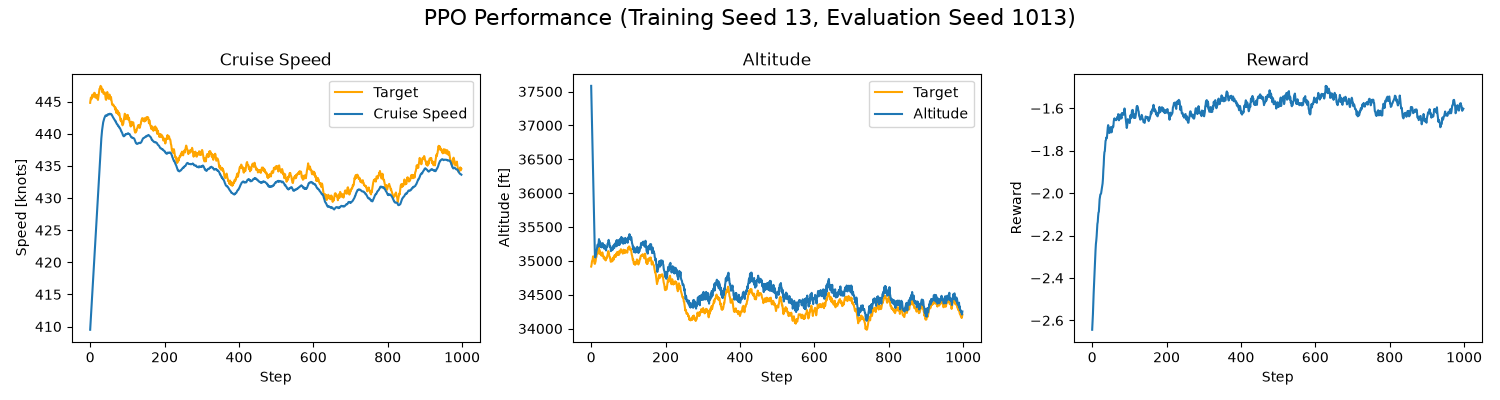 PPO Performance (Training Seed 13, Evaluation Seed 1013)
Cruise Speed
Speed [knots]
445
440
435
430
425
420
415
410
0 200 400 600 800 1000
Step
Target
Cruise Speed
Altitude
Altitude [ft]
37500
37000
36500
36000
35500
35000
34500
34000
0 200 400 600 800 1000
Step
Target
Altitude
Reward
Reward
−1.6
−1.8
−2.0
−2.2
−2.4
−2.6
0 200 400 600 800 1000
Step